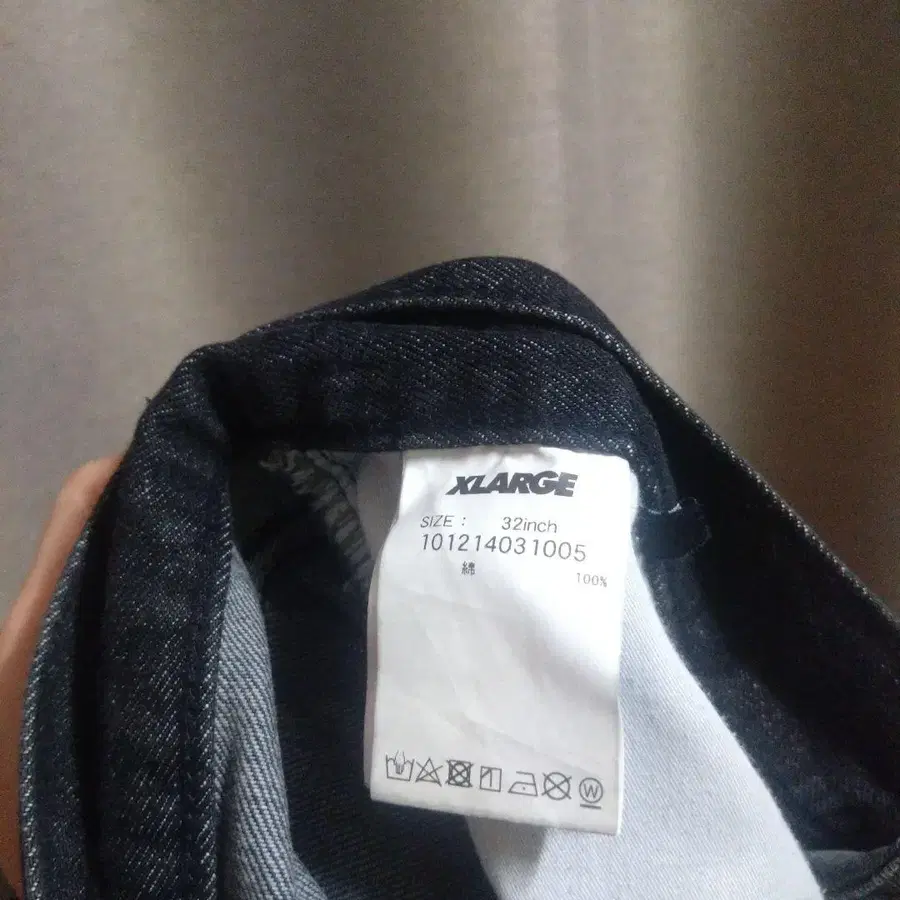 XLARGE
SIZE : 32inch
101214031005
綿 100%
W